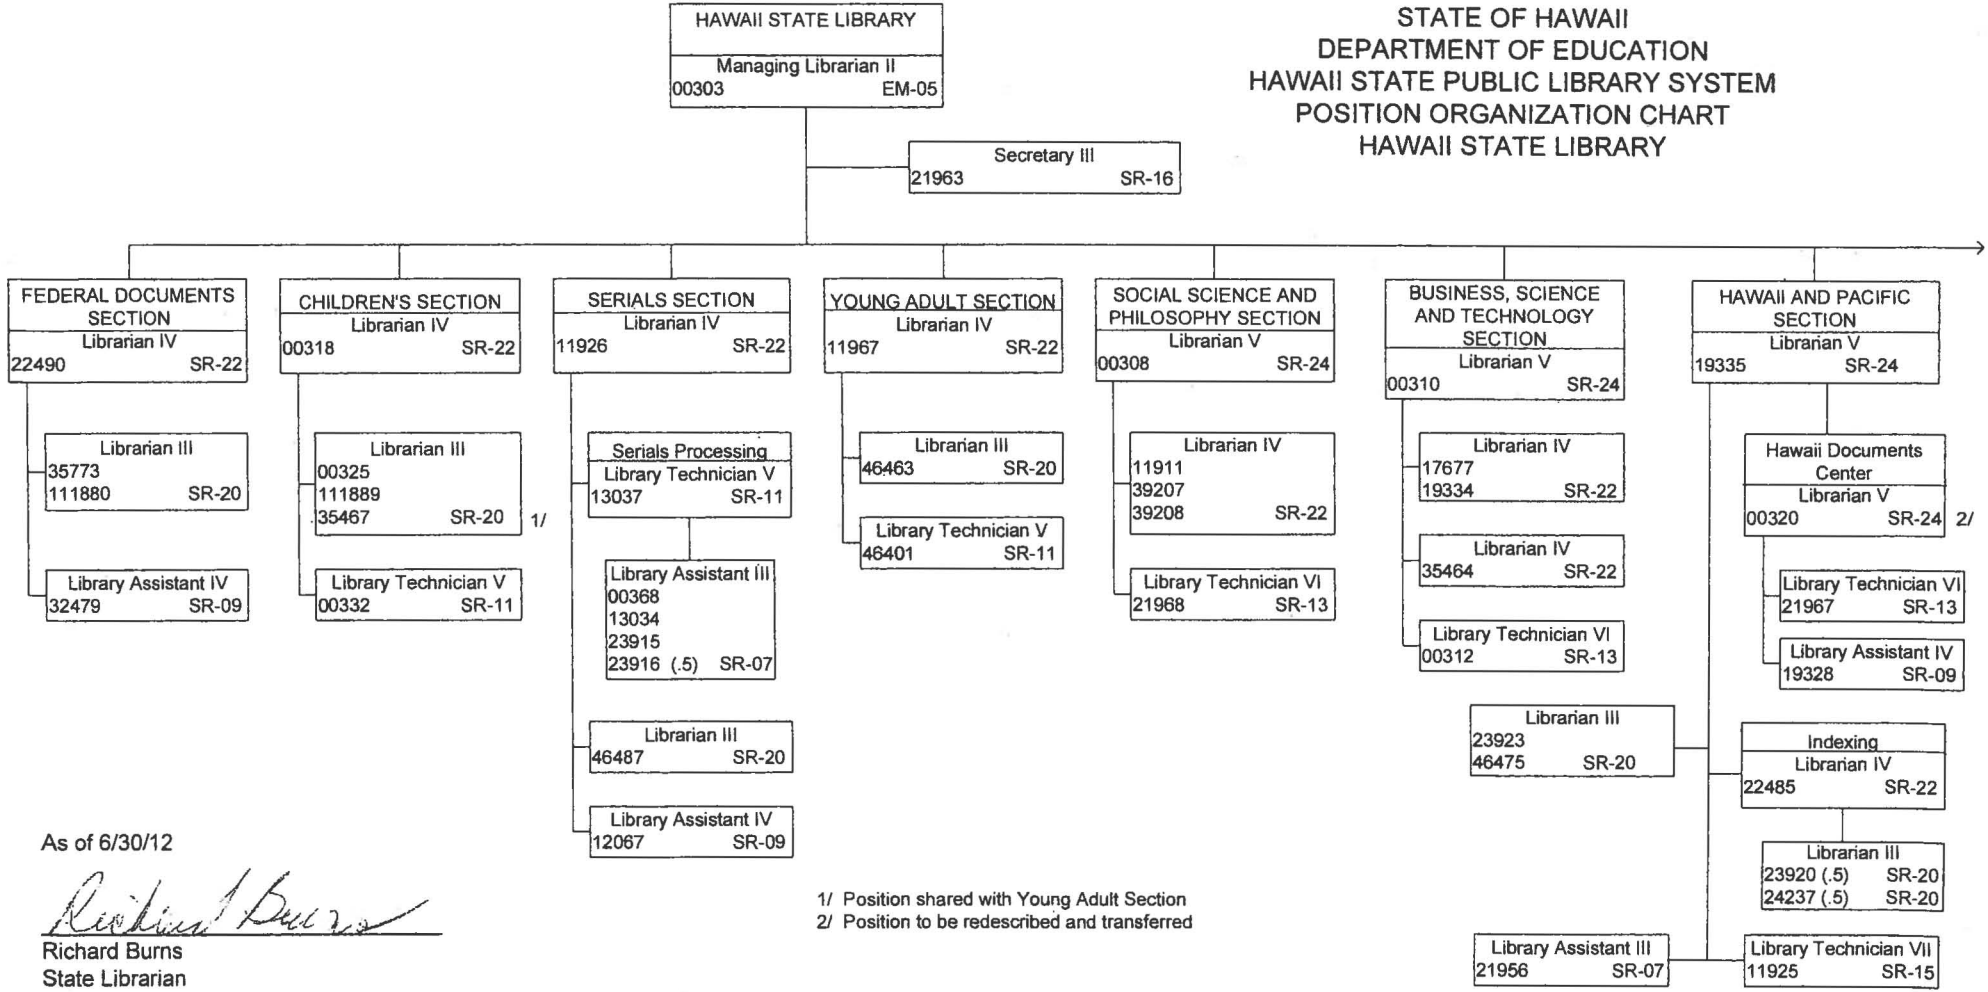 STATE OF HAWAII
DEPARTMENT OF EDUCATION
HAWAII STATE PUBLIC LIBRARY SYSTEM
POSITION ORGANIZATION CHART
HAWAII STATE LIBRARY
HAWAII STATE LIBRARY
Managing Librarian II
00303 EM-05
Secretary III
21963 SR-16
FEDERAL DOCUMENTS
SECTION
Librarian IV
22490 SR-22
Librarian III
35773
111880 SR-20
Library Assistant IV
32479 SR-09
CHILDREN'S SECTION
Librarian IV
00318 SR-22
Librarian III
00325
111889
35467 SR-20 1/
Library Technician V
00332 SR-11
SERIALS SECTION
Librarian IV
11926 SR-22
Serials Processing
Library Technician V
13037 SR-11
Library Assistant III
00368
13034
23915
23916 (.5) SR-07
Librarian III
46487 SR-20
Library Assistant IV
12067 SR-09
YOUNG ADULT SECTION
Librarian IV
11967 SR-22
Librarian III
46463 SR-20
Library Technician V
46401 SR-11
SOCIAL SCIENCE AND
PHILOSOPHY SECTION
Librarian V
00308 SR-24
Librarian IV
11911
39207
39208 SR-22
Library Technician VI
21968 SR-13
BUSINESS, SCIENCE
AND TECHNOLOGY
SECTION
Librarian V
00310 SR-24
Librarian IV
17677
19334 SR-22
Librarian IV
35464 SR-22
Library Technician VI
00312 SR-13
HAWAII AND PACIFIC
SECTION
Librarian V
19335 SR-24
Hawaii Documents
Center
Librarian V
00320 SR-24 2/
Library Technician VI
21967 SR-13
Library Assistant IV
19328 SR-09
Librarian III
23923
46475 SR-20
Indexing
Librarian IV
22485 SR-22
Librarian III
23920 (.5) SR-20
24237 (.5) SR-20
Library Assistant III
21956 SR-07
Library Technician VII
11925 SR-15
As of 6/30/12
Richard Burns
Richard Burns
State Librarian
1/ Position shared with Young Adult Section
2/ Position to be redescribed and transferred